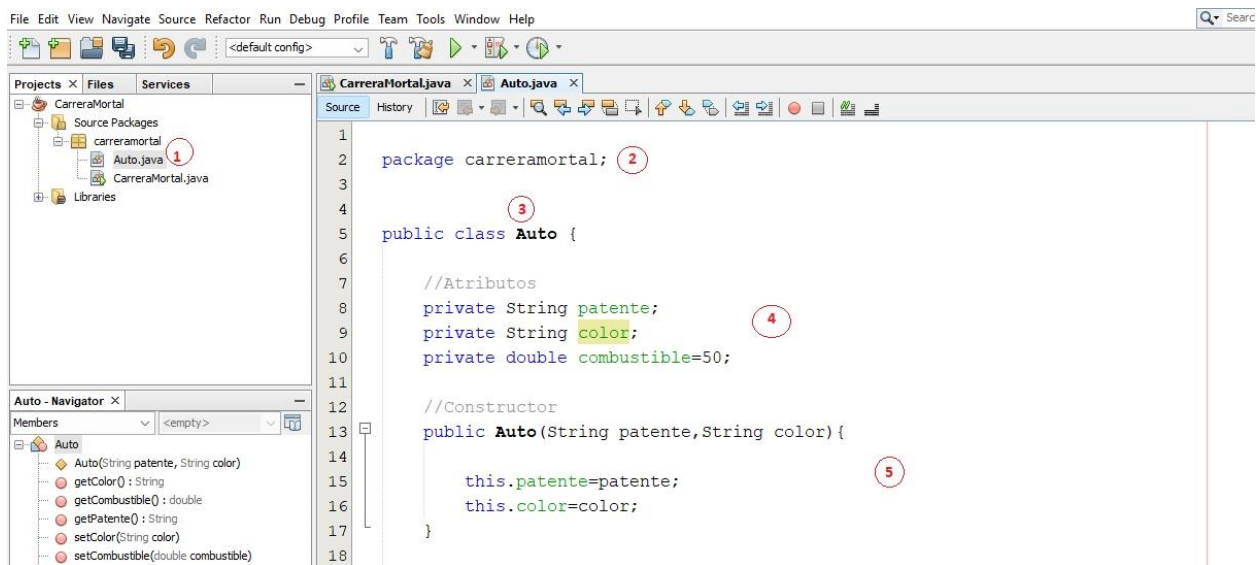 File Edit View Navigate Source Refactor Run Debug Profile Team Tools Window Help
Searc
<default config>
Projects Files Services
CarreraMortal
Source Packages
carreramortal
Auto.java 1
CarreraMortal.java
Libraries
Auto - Navigator
Members <empty>
Auto
Auto(String patente, String color)
getColor() : String
getCombustible() : double
getPatente() : String
setColor(String color)
setCombustible(double combustible)
CarreraMortal.java Auto.java
Source History
1
2 package carreramortal; 2
3
4 3
5 public class Auto {
6
7 //Atributos
8 private String patente;
4
9 private String color;
10 private double combustible=50;
11
12 //Constructor
13 public Auto(String patente,String color){
14
5
15 this.patente=patente;
16 this.color=color;
17 }
18